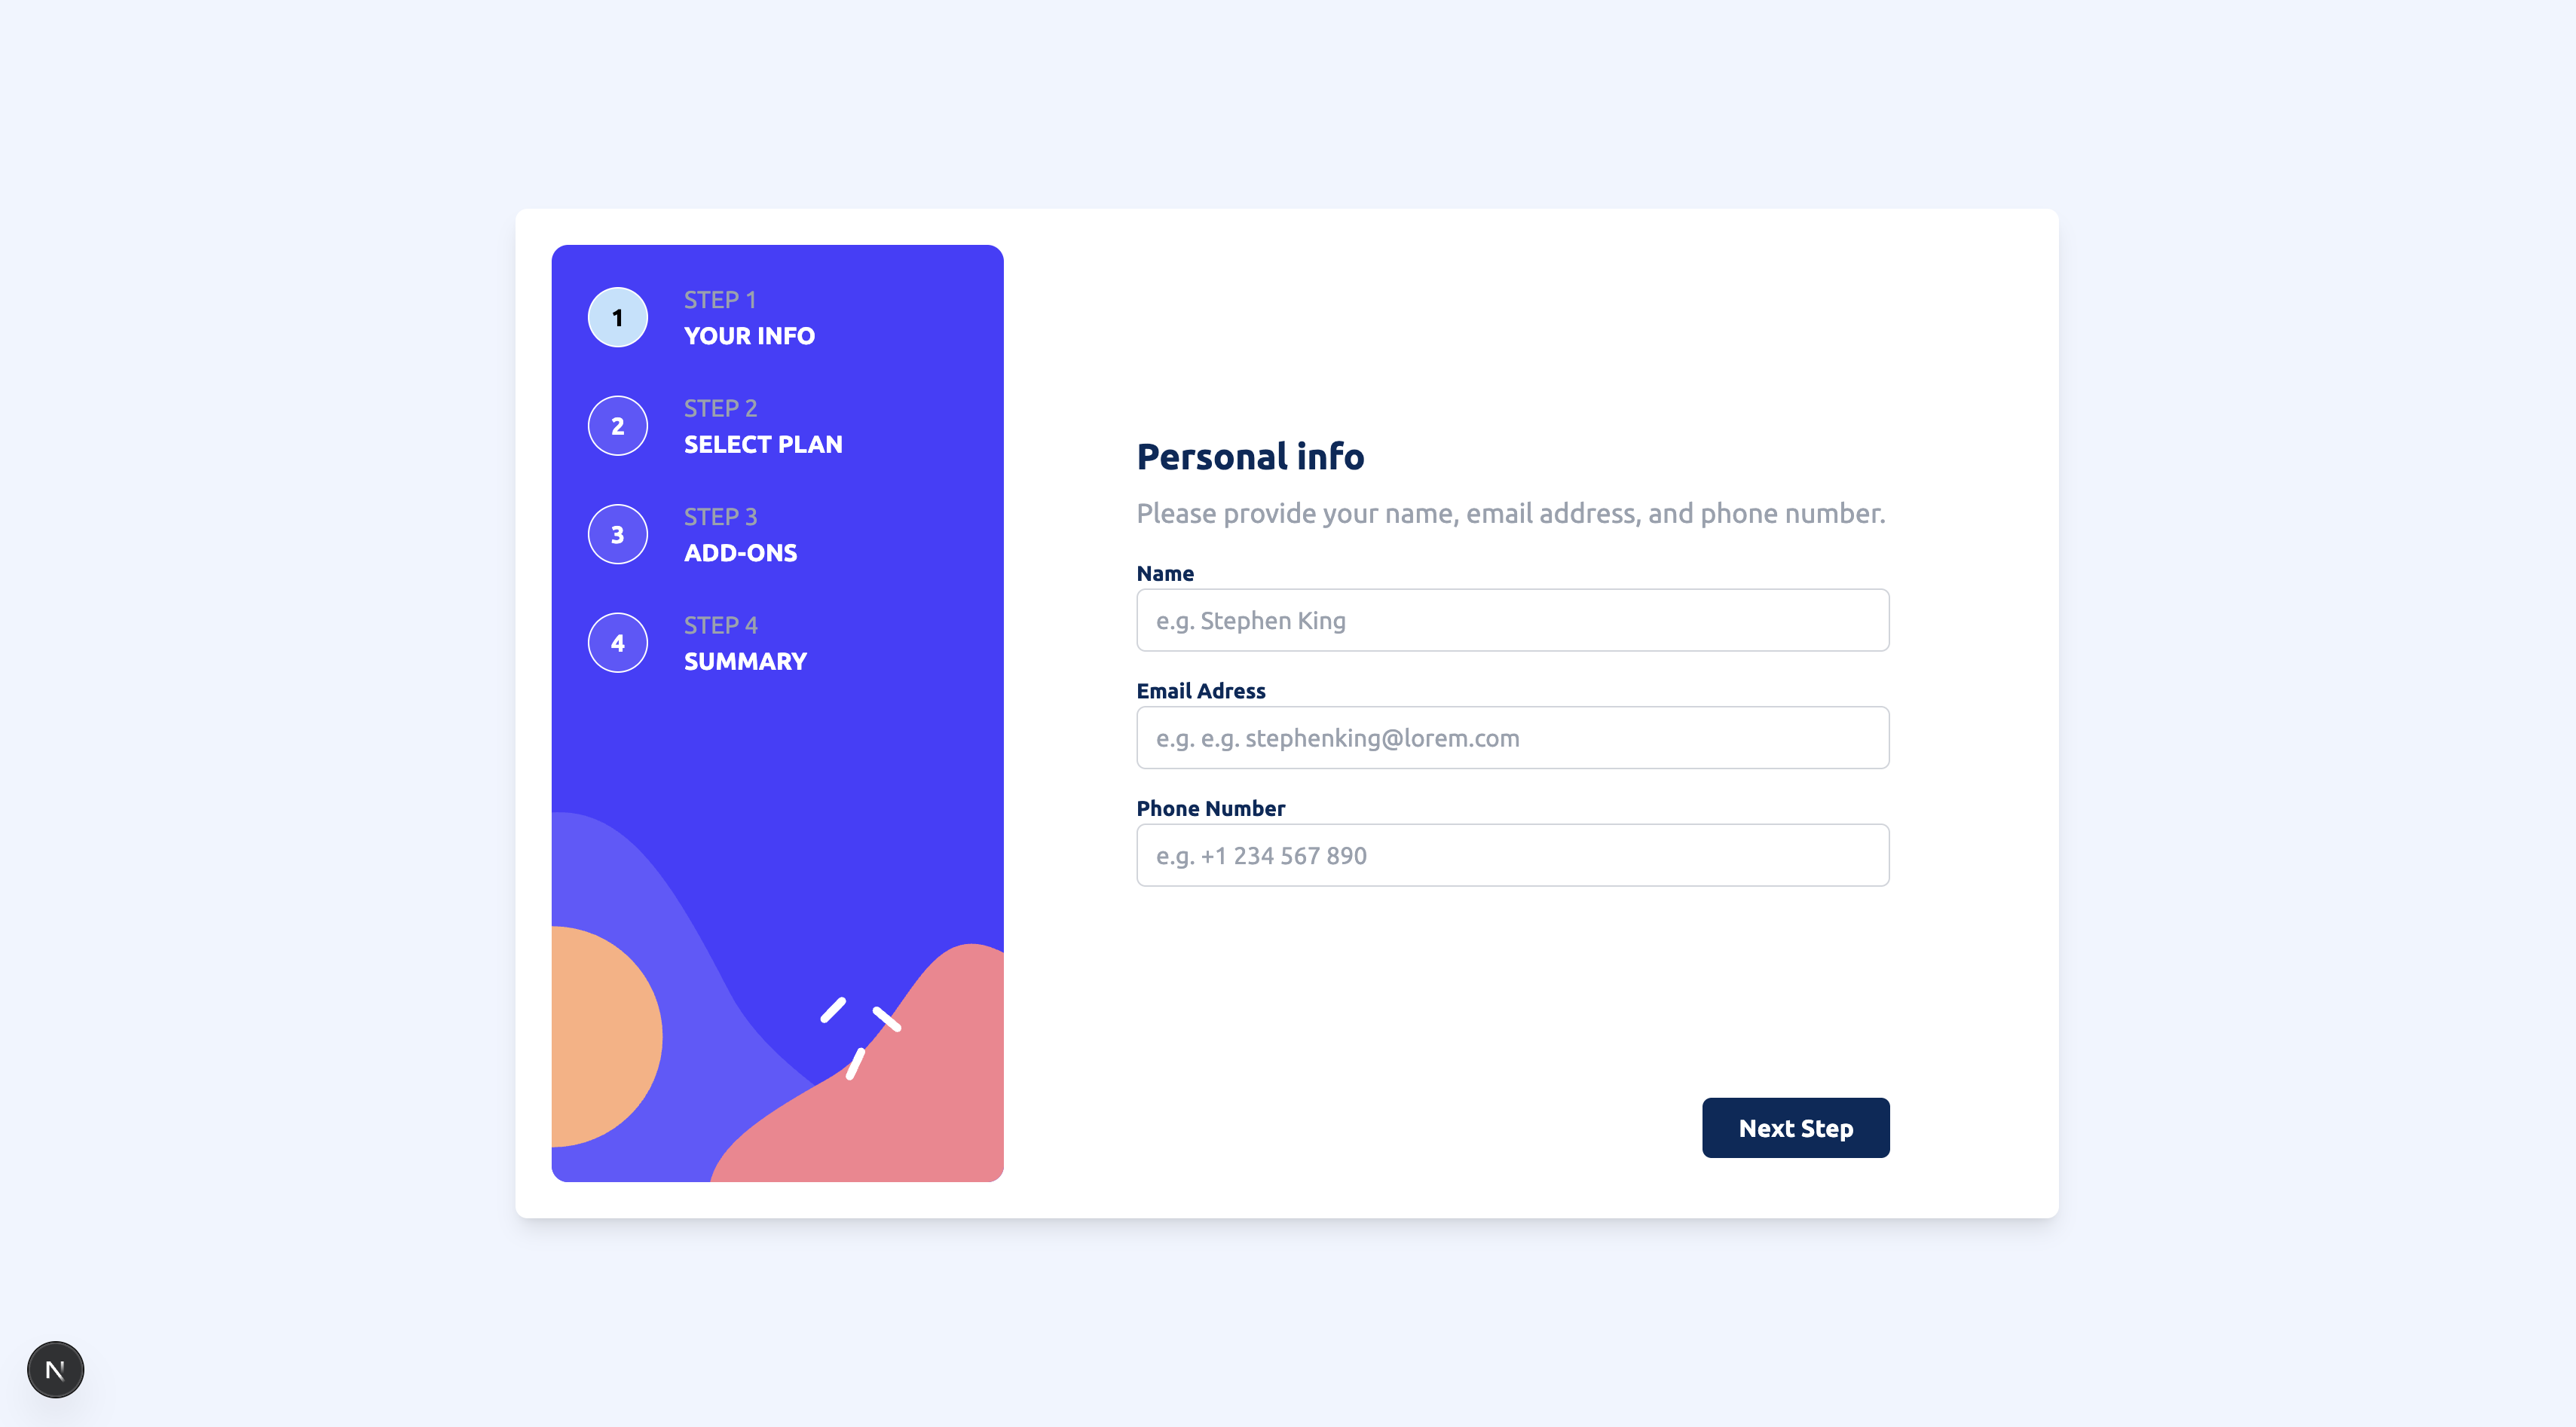 1
STEP 1
YOUR INFO
2
STEP 2
SELECT PLAN
3
STEP 3
ADD-ONS
4
STEP 4
SUMMARY
Personal info
Please provide your name, email address, and phone number.
Name
e.g. Stephen King
Email Adress
e.g. e.g. stephenking@lorem.com
Phone Number
e.g. +1 234 567 890
Next Step
N